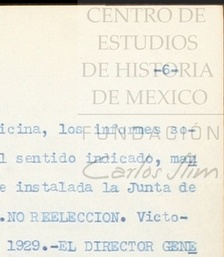 CENTRO DE
ESTUDIOS
DE HISTORIA
-6-
DE MEXICO
icina, los informes so-
FUNDACIÓN
l sentido indicado, man
Carlos Slim
e instalada la Junta de
.NO REELECCION. Victo-
1929.-EL DIRECTOR GENE